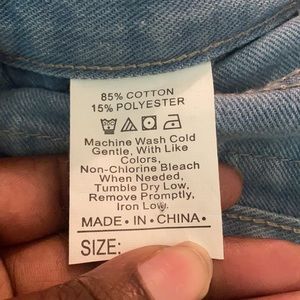 85% COTTON
15% POLYESTER
Machine Wash Cold
Gentle, With Like
Colors,
Non-Chlorine Bleach
When Needed,
Tumble Dry Low,
Remove Promptly,
Iron Low.
MADE · IN · CHINA ·
SIZE: